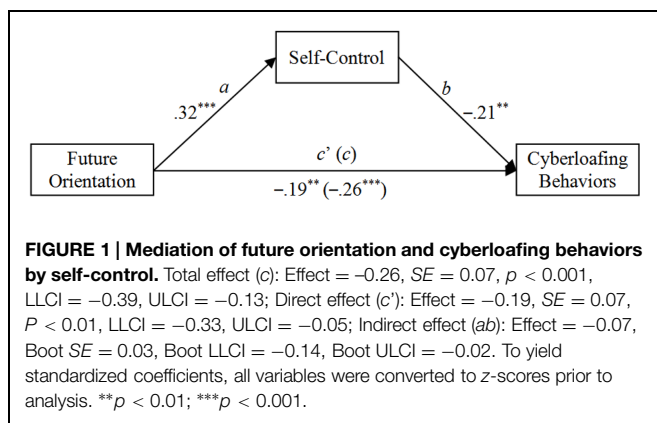 Self-Control
a
b
.32***
−.21**
Future
Orientation
c’ (c)
Cyberloafing
Behaviors
−.19** (−.26***)
FIGURE 1 | Mediation of future orientation and cyberloafing behaviors
by self-control. Total effect (c): Effect = −0.26, SE = 0.07, p < 0.001,
LLCI = −0.39, ULCI = −0.13; Direct effect (c’): Effect = −0.19, SE = 0.07,
P < 0.01, LLCI = −0.33, ULCI = −0.05; Indirect effect (ab): Effect = −0.07,
Boot SE = 0.03, Boot LLCI = −0.14, Boot ULCI = −0.02. To yield
standardized coefficients, all variables were converted to z-scores prior to
analysis. **p < 0.01; ***p < 0.001.